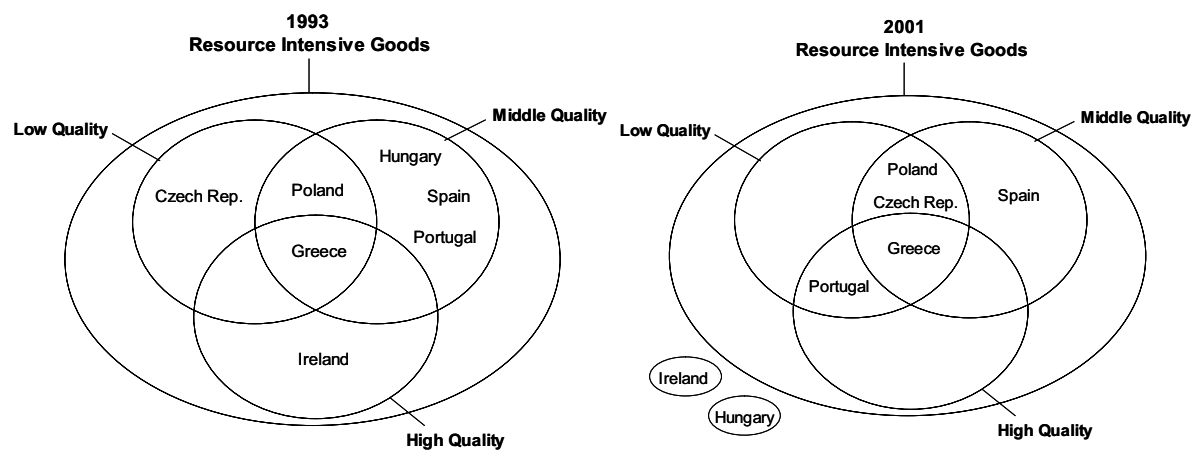 1993
Resource Intensive Goods
Low Quality
Middle Quality
Hungary
Czech Rep.
Poland
Spain
Portugal
Greece
Ireland
High Quality
2001
Resource Intensive Goods
Low Quality
Middle Quality
Poland
Czech Rep.
Spain
Greece
Portugal
Ireland
Hungary
High Quality